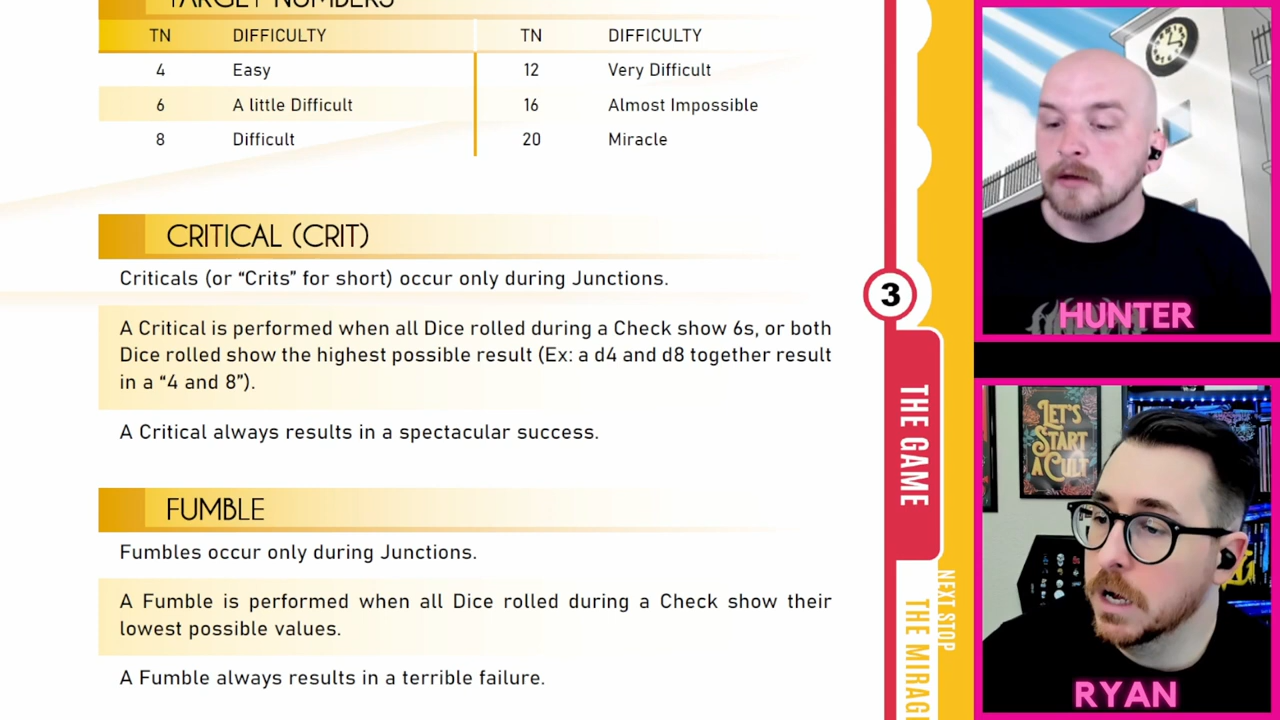 TARGET NUMBERS
TN DIFFICULTY TN DIFFICULTY
4 Easy 12 Very Difficult
6 A little Difficult 16 Almost Impossible
8 Difficult 20 Miracle
CRITICAL (CRIT)
Criticals (or “Crits” for short) occur only during Junctions.
A Critical is performed when all Dice rolled during a Check show 6s, or both
Dice rolled show the highest possible result (Ex: a d4 and d8 together result
in a “4 and 8”).
A Critical always results in a spectacular success.
FUMBLE
Fumbles occur only during Junctions.
A Fumble is performed when all Dice rolled during a Check show their
lowest possible values.
A Fumble always results in a terrible failure.
3
THE GAME
NEXT STOP
THE MIRAG
HUNTER
LET'S
START
A CULT
RYAN